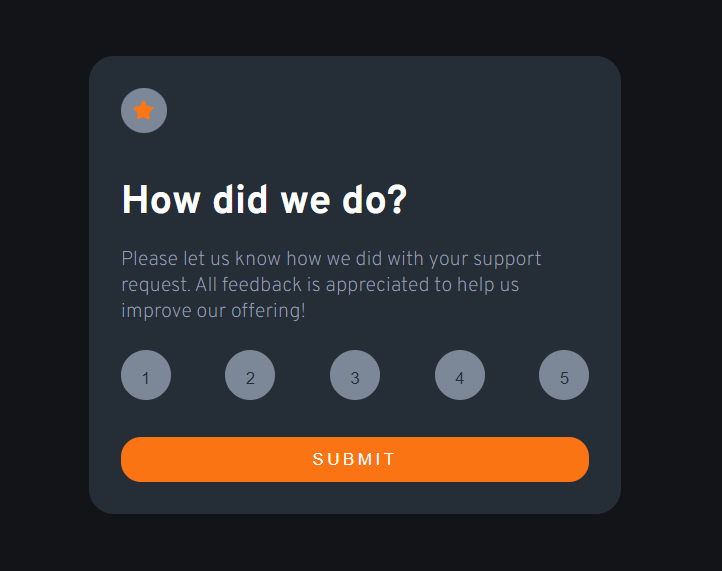 How did we do?
Please let us know how we did with your support
request. All feedback is appreciated to help us
improve our offering!
1 2 3 4 5
SUBMIT